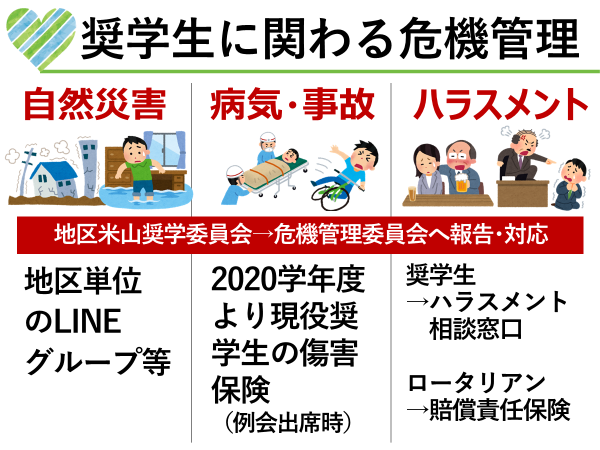 奨学生に関わる危機管理
自然災害
病気・事故
ハラスメント
地区米山奨学委員会→危機管理委員会へ報告・対応
地区単位
のLINE
グループ等
2020学年度
より現役奨
学生の傷害
保険
（例会出席時）
奨学生
→ハラスメント
相談窓口
ロータリアン
→賠償責任保険